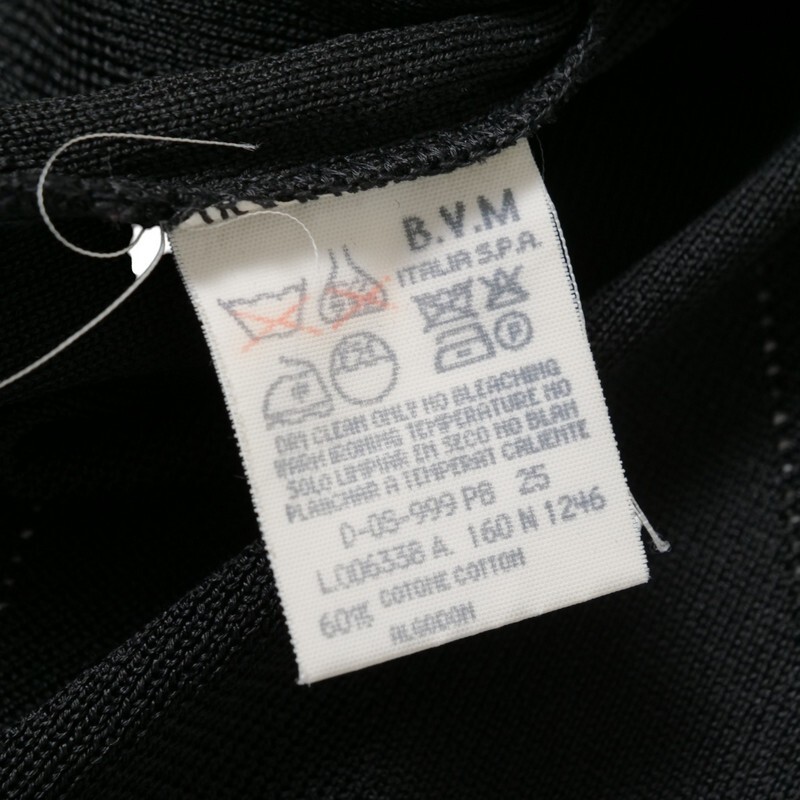 B.V.M
ITALIA S.P.A.
P
DRY CLEAN ONLY NO BLEACHING
WARM IRONING TEMPERATURE NO
SOLO LIMPIAR EN SECO NO BLAN
PLANCHAR A TEMPERAT CALIENTE
D-05-999 PB 25
L.006338 A. 160 N 1246
60% COTONE COTTON
ALGODON